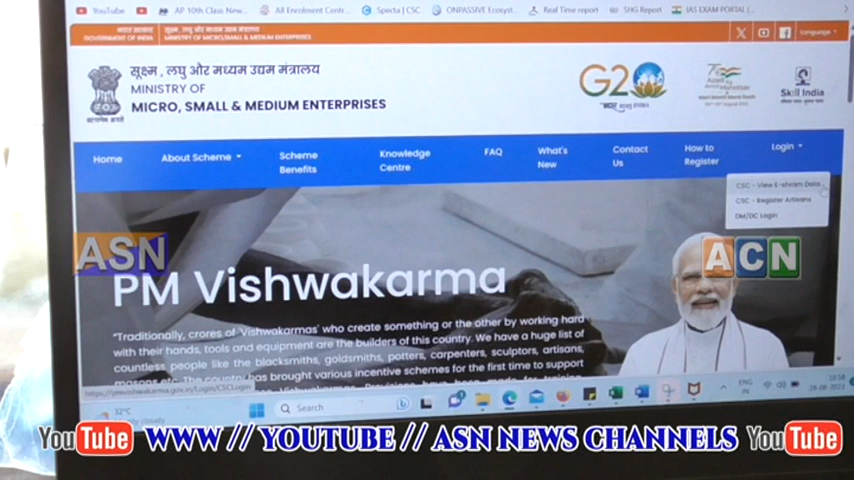 YouTube AP 10th Class New... All Enrolment Centr... Specta | CSC ONPASSIVE Ecosyst... Real Time report SHG Report IAS EXAM PORTAL (...
भारत सरकार
GOVERNMENT OF INDIA
सूक्ष्म, लघु और मध्यम उद्यम मंत्रालय
MINISTRY OF MICRO,SMALL & MEDIUM ENTERPRISES
Language
सूक्ष्म , लघु और मध्यम उद्यम मंत्रालय
MINISTRY OF
MICRO, SMALL & MEDIUM ENTERPRISES
G20
Azadi Ka
Amrit Mahotsav
Skill India
Home About Scheme Scheme Benefits Knowledge Centre FAQ What's New Contact Us How to Register Login
CSC - View E-shram Data
CSC - Register Artisans
DM/DC Login
ASN
ACN
PM Vishwakarma
"Traditionally, crores of 'Vishwakarmas' who create something or the other by working hard
with their hands, tools and equipment are the builders of this country. We have a huge list of
countless people like the blacksmiths, goldsmiths, potters, carpenters, sculptors, artisans,
masons etc. The country has brought various incentive schemes for the first time to support
https://pmvishwakarma.gov.in/Login/CSCLogin
32°C
cloudy
Search
ENG
IN
YouTube WWW // YOUTUBE // ASN NEWS CHANNELS YouTube